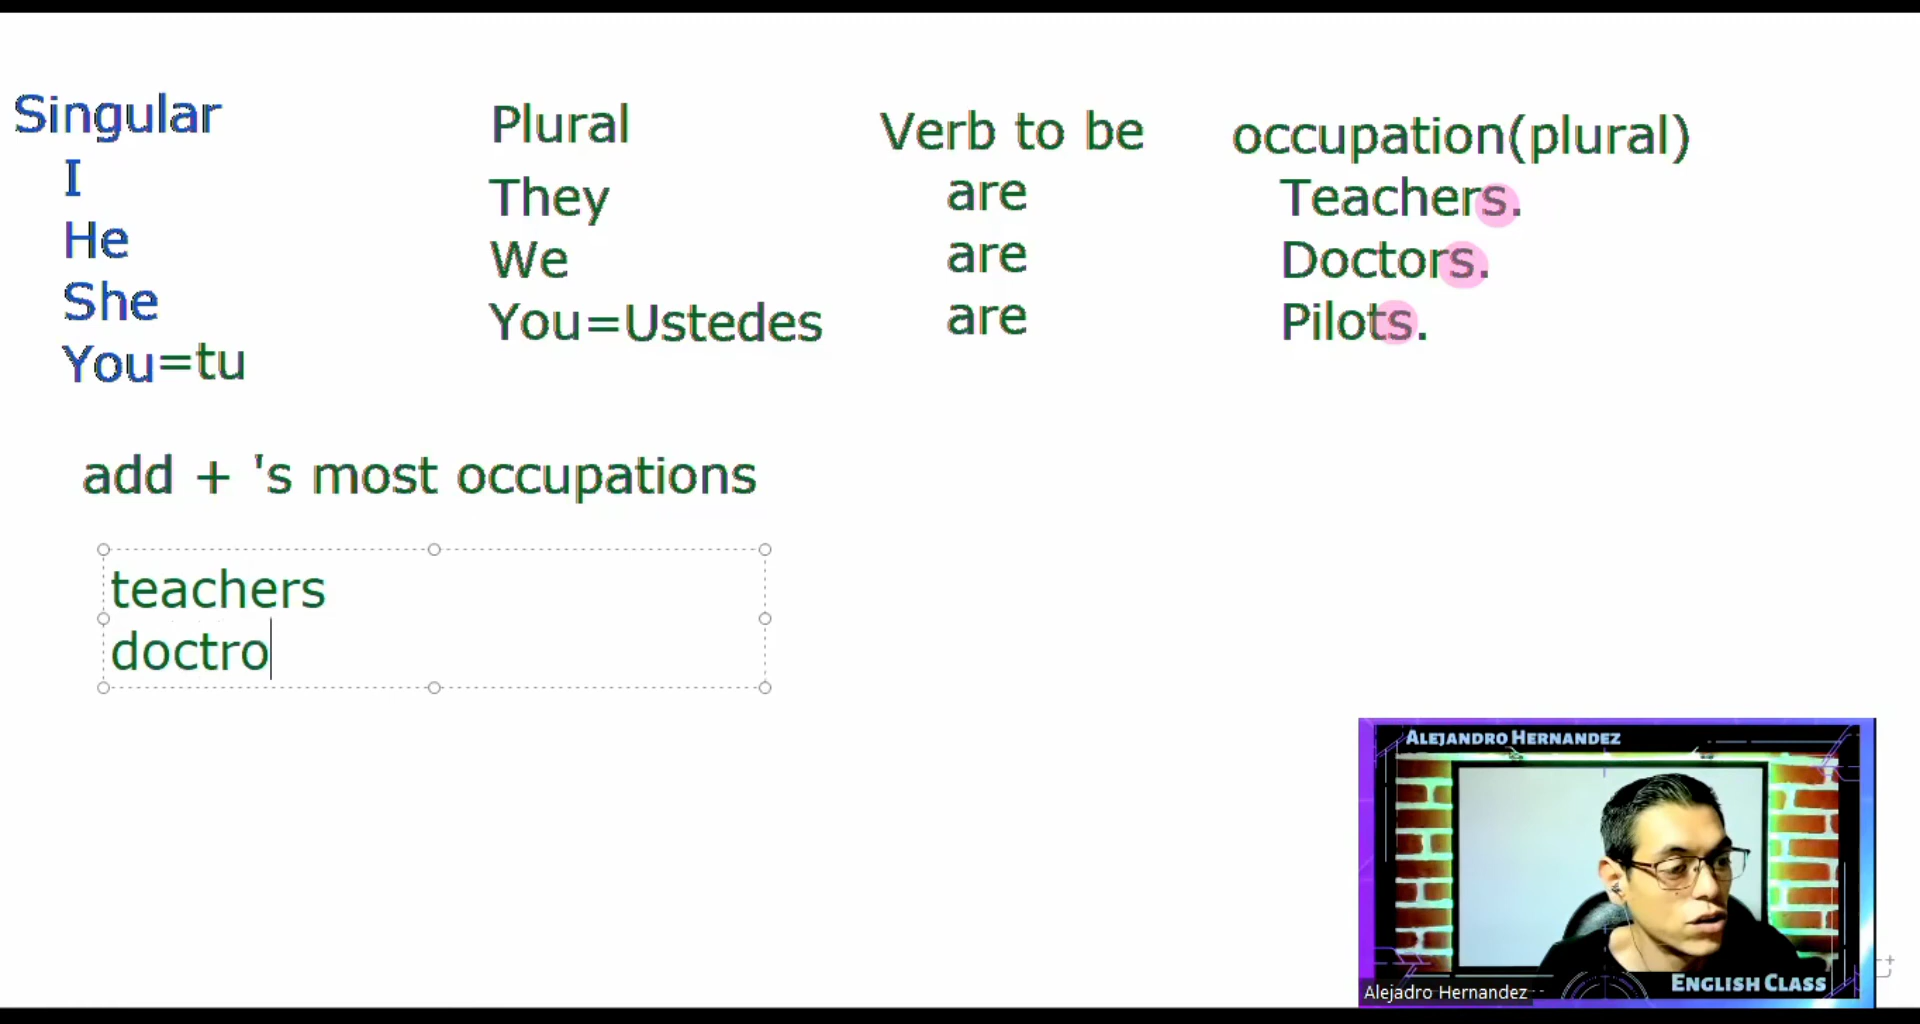 Singular
I
He
She
You=tu
Plural
They
We
You=Ustedes
Verb to be
are
are
are
occupation(plural)
Teachers.
Doctors.
Pilots.
add + 's most occupations
teachers
doctro
ALEJANDRO HERNANDEZ
ENGLISH CLASS
Alejadro Hernandez